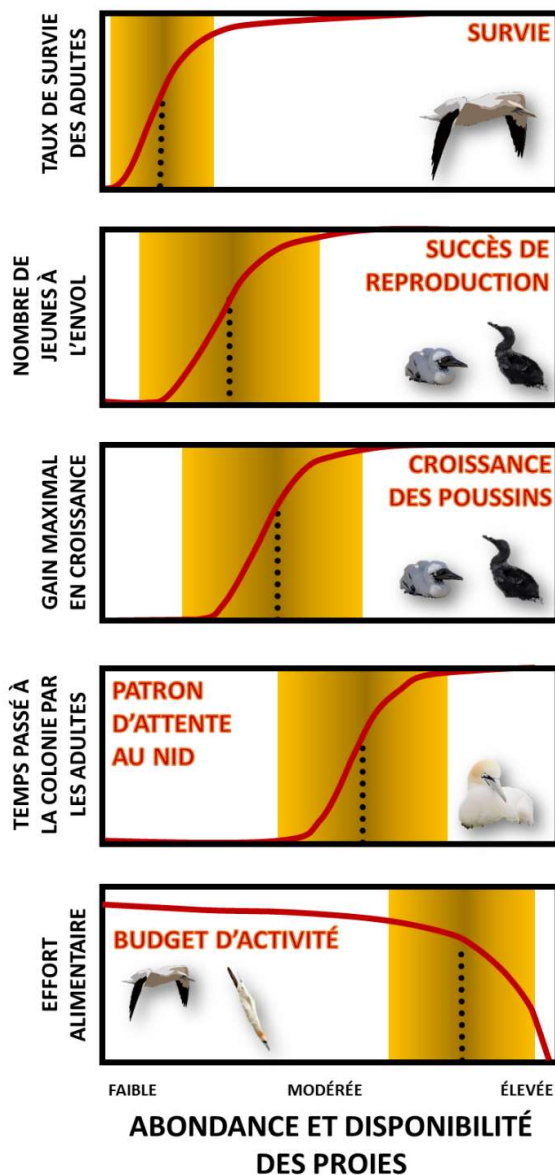 TAUX DE SURVIE
DES ADULTES
SURVIE
NOMBRE DE
JEUNES À
L'ENVOL
SUCCÈS DE
REPRODUCTION
GAIN MAXIMAL
EN CROISSANCE
CROISSANCE
DES POUSSINS
TEMPS PASSÉ À
LA COLONIE PAR
LES ADULTES
PATRON
D'ATTENTE
AU NID
EFFORT
ALIMENTAIRE
BUDGET D'ACTIVITÉ
FAIBLE
MODÉRÉE
ÉLEVÉE
ABONDANCE ET DISPONIBILITÉ
DES PROIES